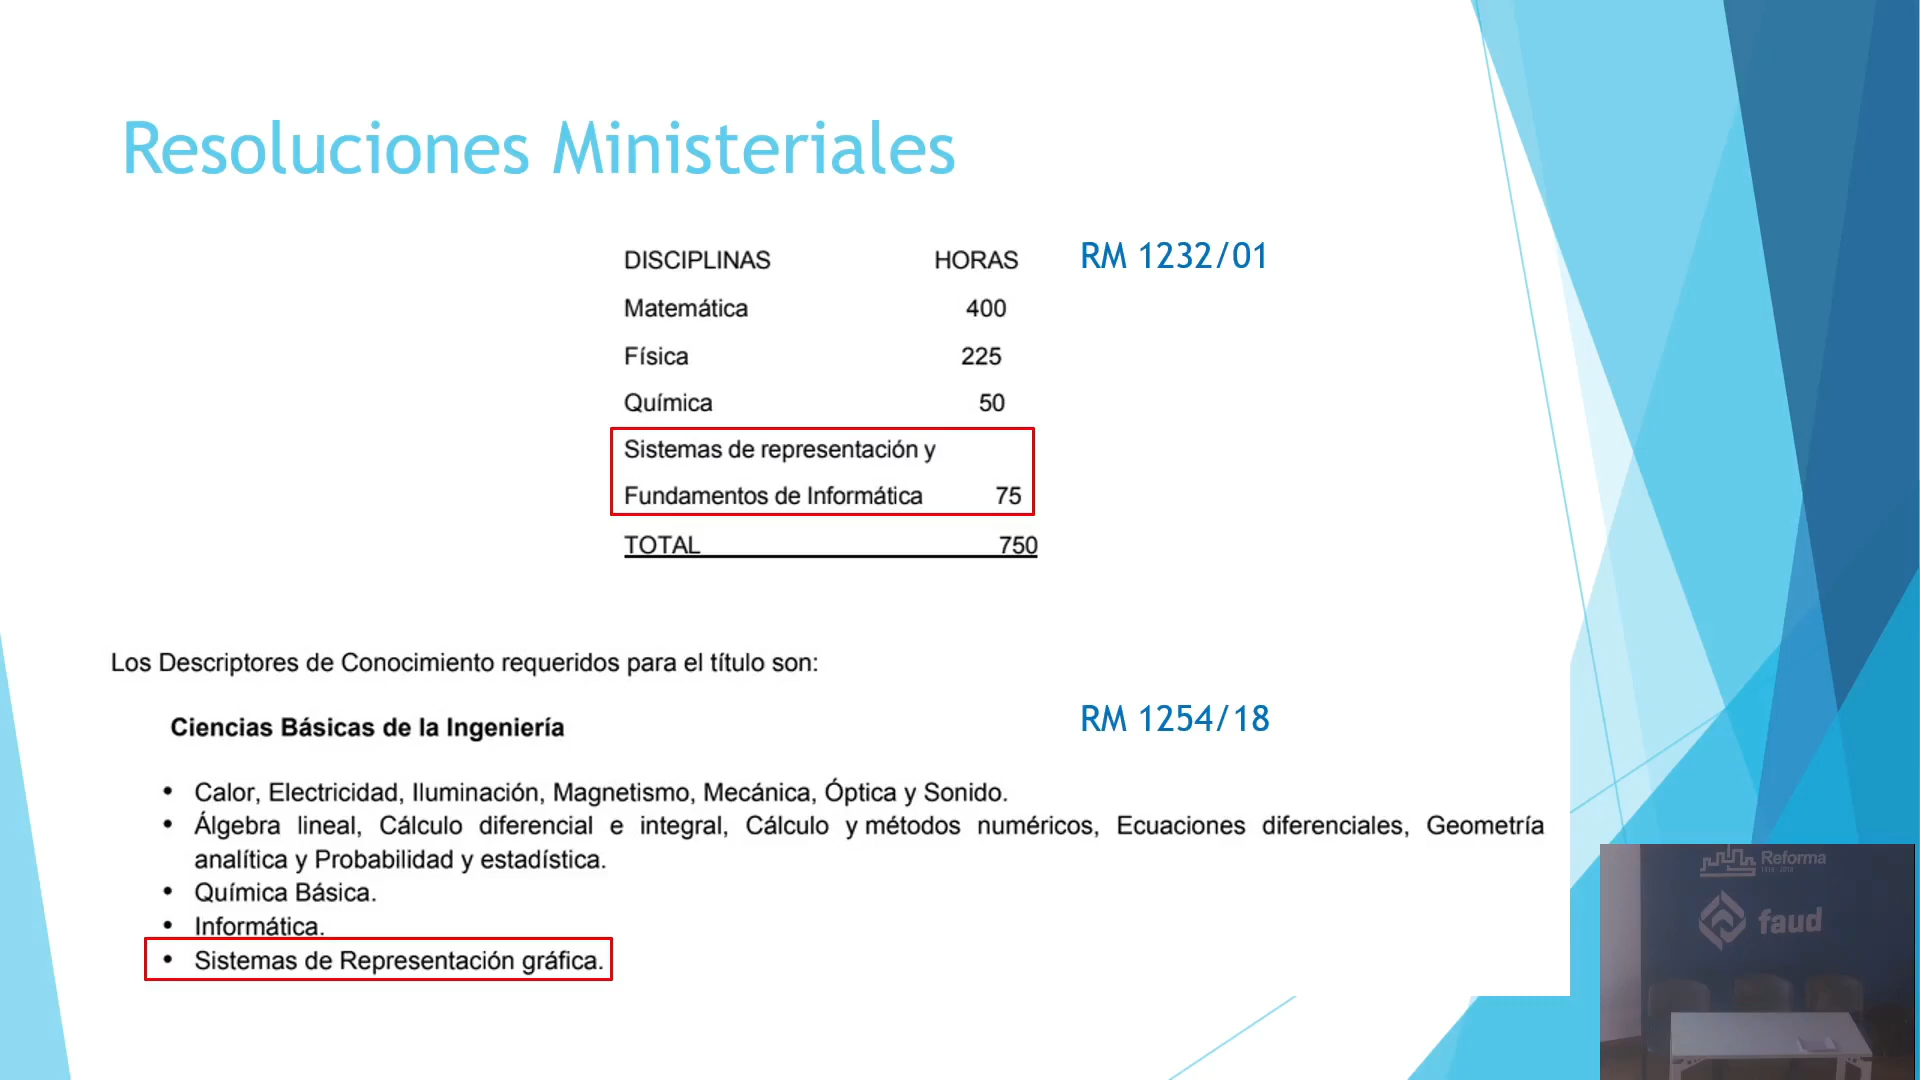 Resoluciones Ministeriales
DISCIPLINAS HORAS RM 1232/01
Matemática 400
Física 225
Química 50
Sistemas de representación y
Fundamentos de Informática 75
TOTAL 750
Los Descriptores de Conocimiento requeridos para el título son:
Ciencias Básicas de la Ingeniería RM 1254/18
• Calor, Electricidad, Iluminación, Magnetismo, Mecánica, Óptica y Sonido.
• Álgebra lineal, Cálculo diferencial e integral, Cálculo y métodos numéricos, Ecuaciones diferenciales, Geometría
analítica y Probabilidad y estadística.
• Química Básica.
• Informática.
• Sistemas de Representación gráfica.
Reforma
faud